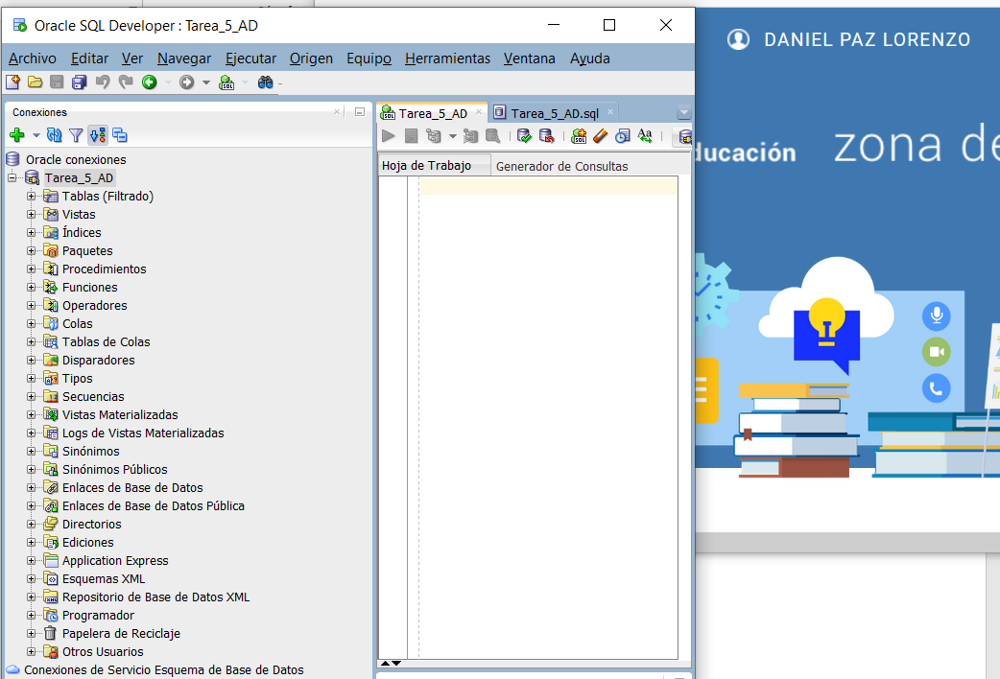 Oracle SQL Developer : Tarea_5_AD
Archivo Editar Ver Navegar Ejecutar Origen Equipo Herramientas Ventana Ayuda
Conexiones
Oracle conexiones
Tarea_5_AD
Tablas (Filtrado)
Vistas
Índices
Paquetes
Procedimientos
Funciones
Operadores
Colas
Tablas de Colas
Disparadores
Tipos
Secuencias
Vistas Materializadas
Logs de Vistas Materializadas
Sinónimos
Sinónimos Públicos
Enlaces de Base de Datos
Enlaces de Base de Datos Pública
Directorios
Ediciones
Application Express
Esquemas XML
Repositorio de Base de Datos XML
Programador
Papelera de Reciclaje
Otros Usuarios
Conexiones de Servicio Esquema de Base de Datos
Tarea_5_AD Tarea_5_AD.sql
Hoja de Trabajo Generador de Consultas
DANIEL PAZ LORENZO
ducación zona de